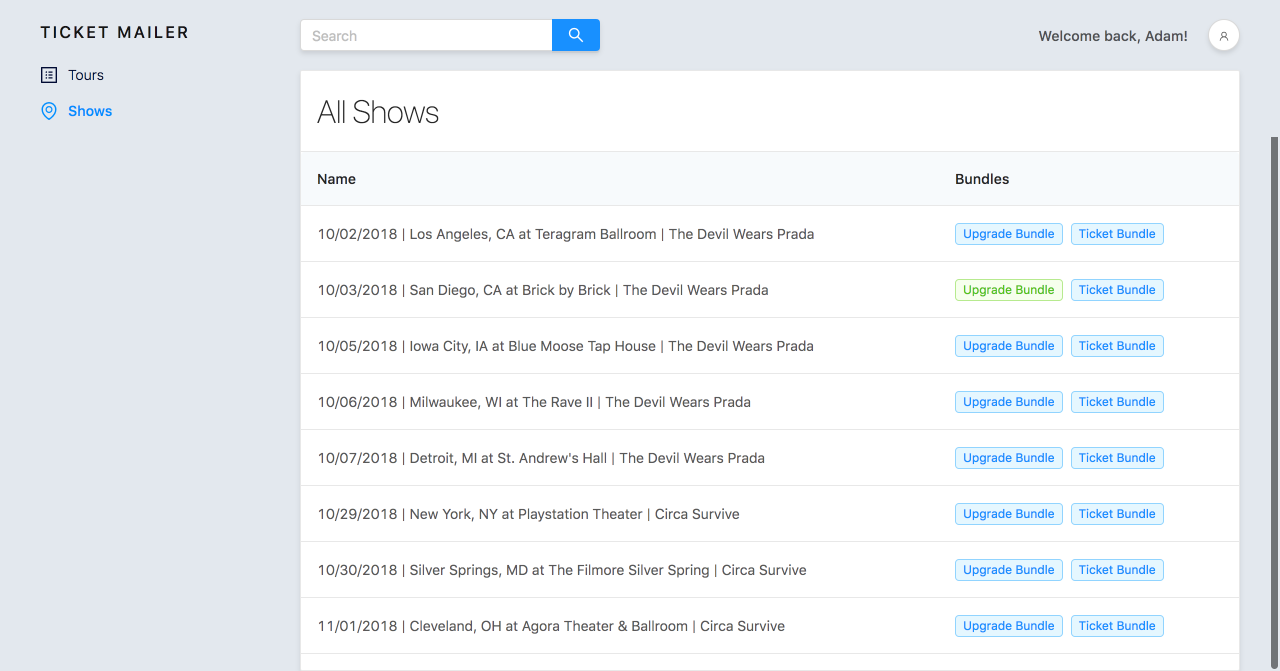 TICKET MAILER
Search
Welcome back, Adam!
Tours
Shows
All Shows
Name Bundles
10/02/2018 | Los Angeles, CA at Teragram Ballroom | The Devil Wears Prada Upgrade Bundle Ticket Bundle
10/03/2018 | San Diego, CA at Brick by Brick | The Devil Wears Prada Upgrade Bundle Ticket Bundle
10/05/2018 | Iowa City, IA at Blue Moose Tap House | The Devil Wears Prada Upgrade Bundle Ticket Bundle
10/06/2018 | Milwaukee, WI at The Rave II | The Devil Wears Prada Upgrade Bundle Ticket Bundle
10/07/2018 | Detroit, MI at St. Andrew's Hall | The Devil Wears Prada Upgrade Bundle Ticket Bundle
10/29/2018 | New York, NY at Playstation Theater | Circa Survive Upgrade Bundle Ticket Bundle
10/30/2018 | Silver Springs, MD at The Filmore Silver Spring | Circa Survive Upgrade Bundle Ticket Bundle
11/01/2018 | Cleveland, OH at Agora Theater & Ballroom | Circa Survive Upgrade Bundle Ticket Bundle